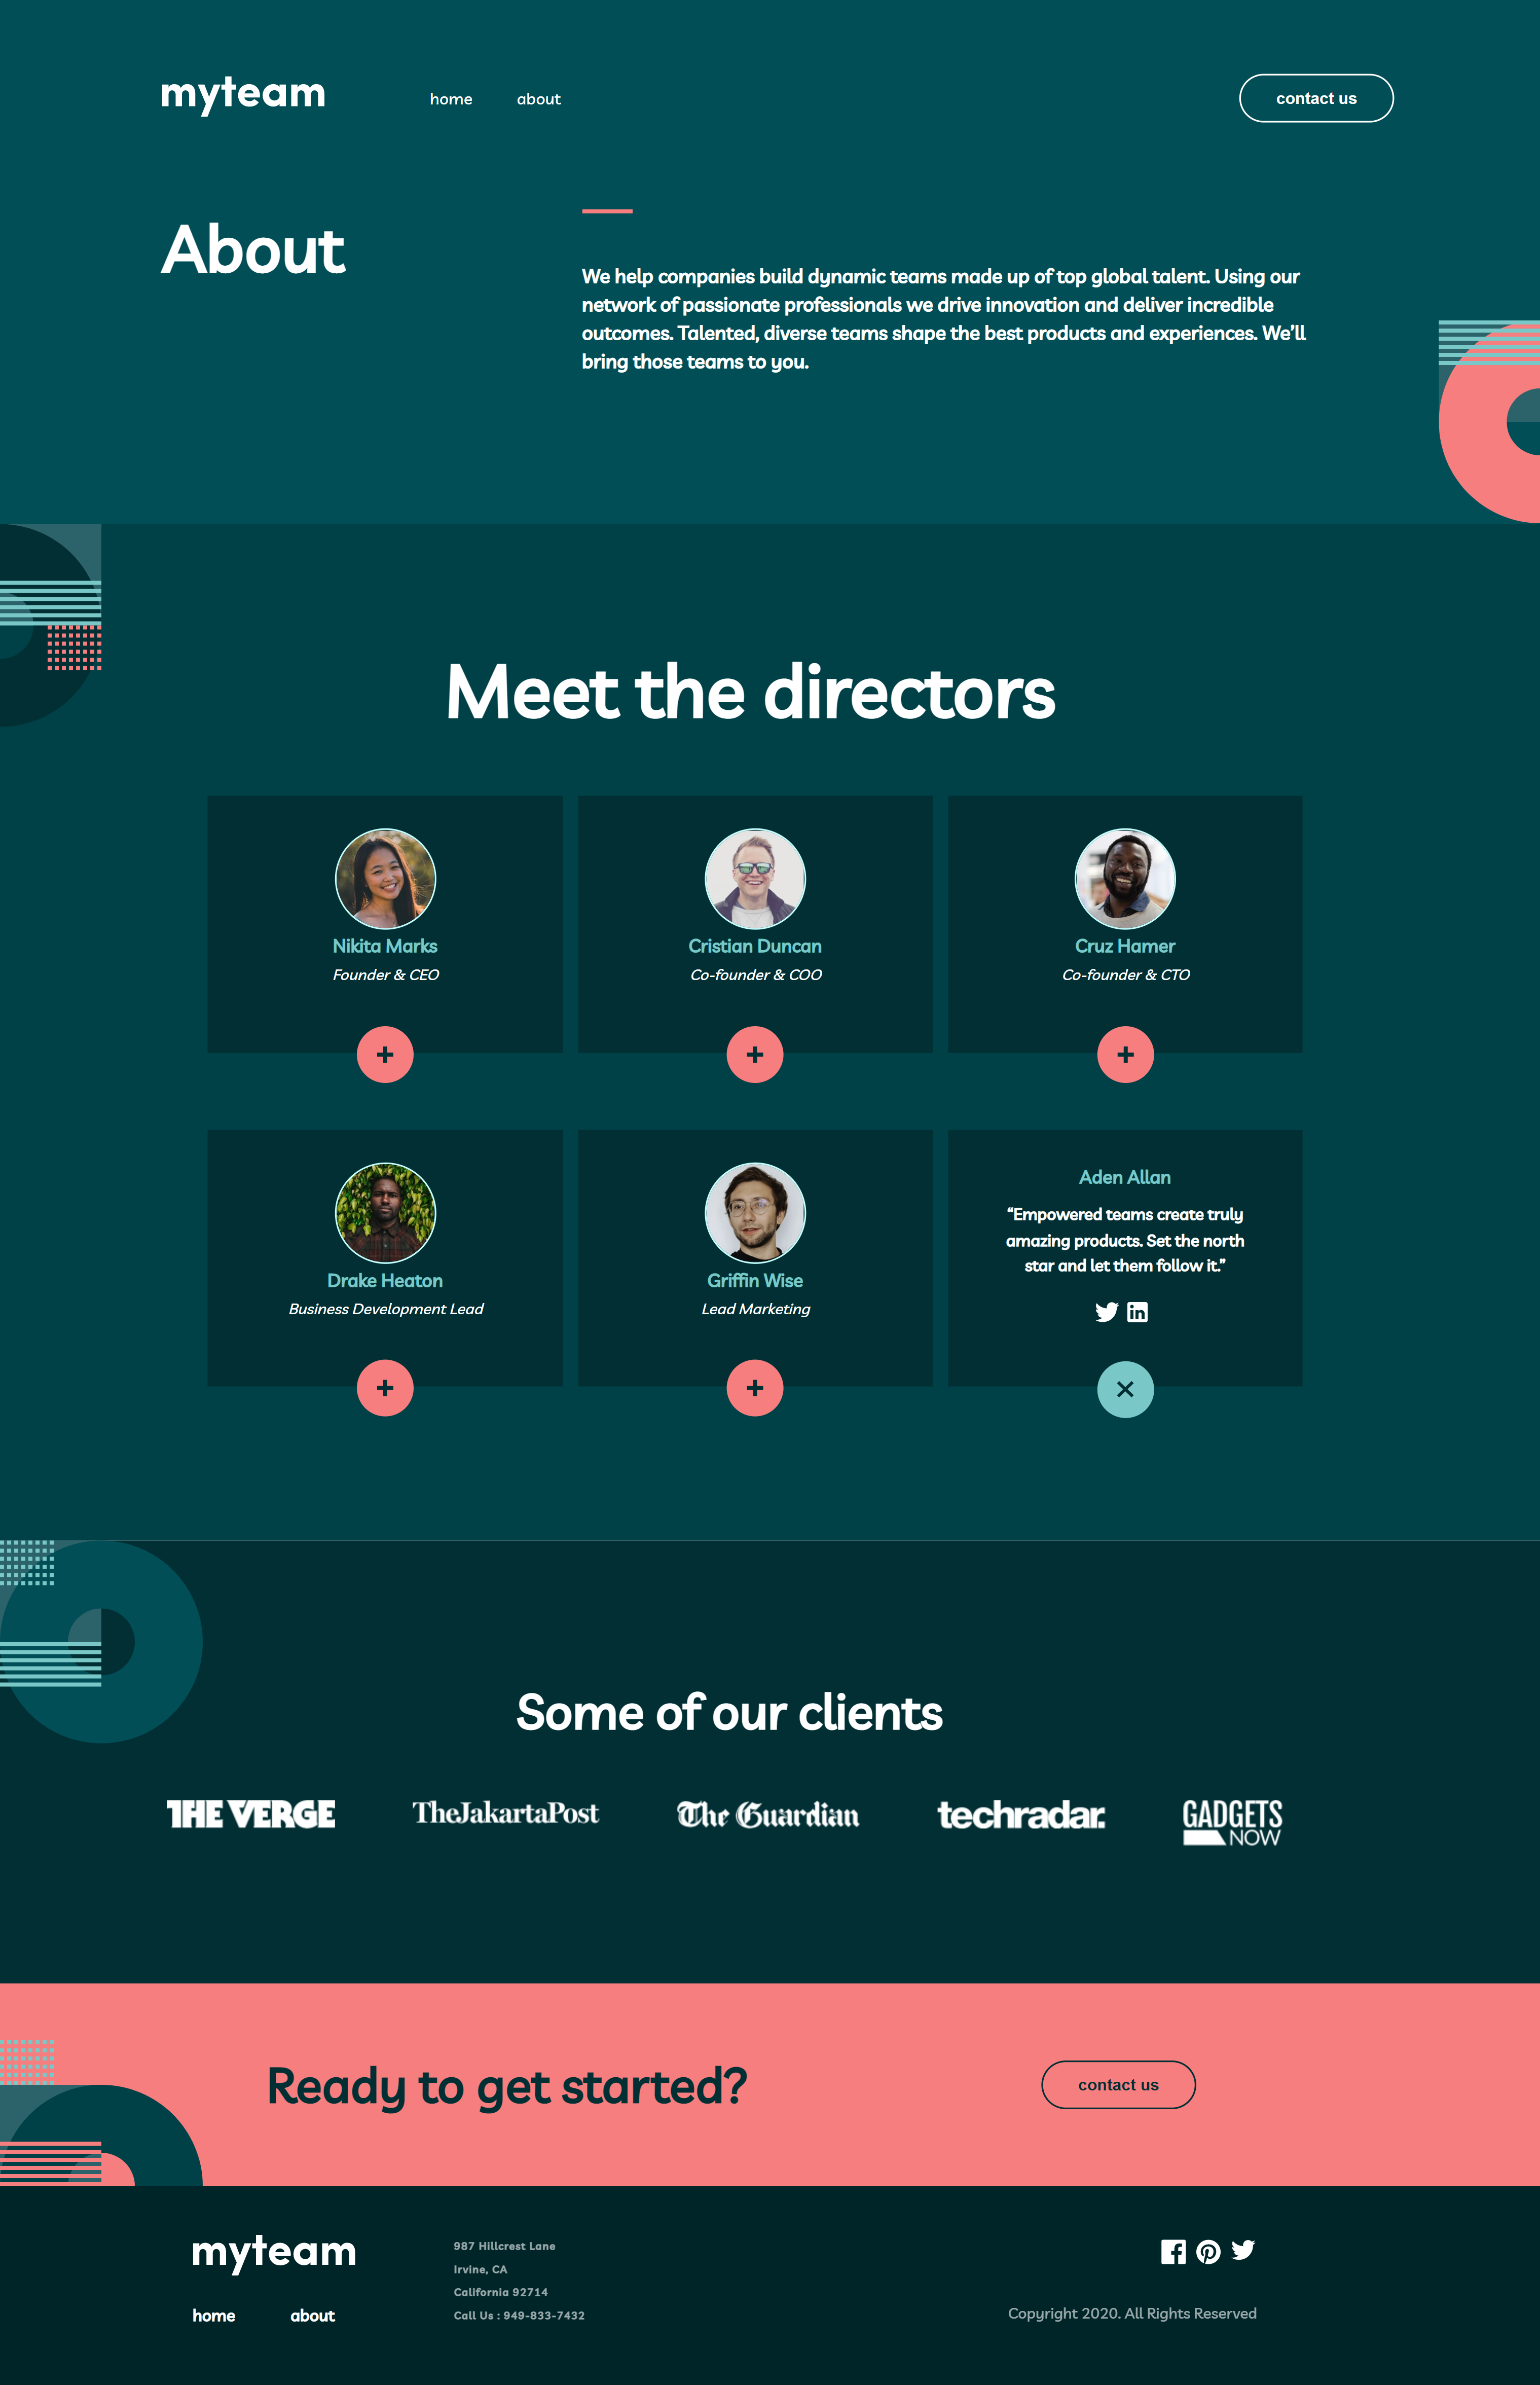 myteam
home
about
contact us
About
We help companies build dynamic teams made up of top global talent. Using our
network of passionate professionals we drive innovation and deliver incredible
outcomes. Talented, diverse teams shape the best products and experiences. We’ll
bring those teams to you.
Meet the directors
Nikita Marks
Founder & CEO
Cristian Duncan
Co-founder & COO
Cruz Hamer
Co-founder & CTO
Drake Heaton
Business Development Lead
Griffin Wise
Lead Marketing
Aden Allan
“Empowered teams create truly
amazing products. Set the north
star and let them follow it.”
Some of our clients
THE VERGE
TheJakartaPost
The Guardian
techradar.
GADGETS
NOW
Ready to get started?
contact us
myteam
home
about
987 Hillcrest Lane
Irvine, CA
California 92714
Call Us : 949-833-7432
Copyright 2020. All Rights Reserved